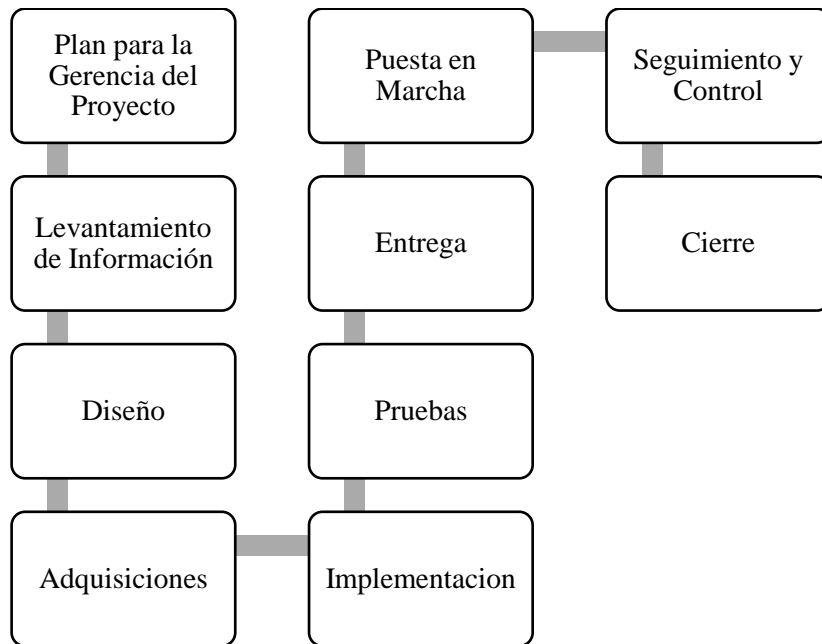 Plan para la
Gerencia del
Proyecto
Levantamiento
de Información
Diseño
Adquisiciones
Implementacion
Pruebas
Entrega
Puesta en
Marcha
Seguimiento y
Control
Cierre